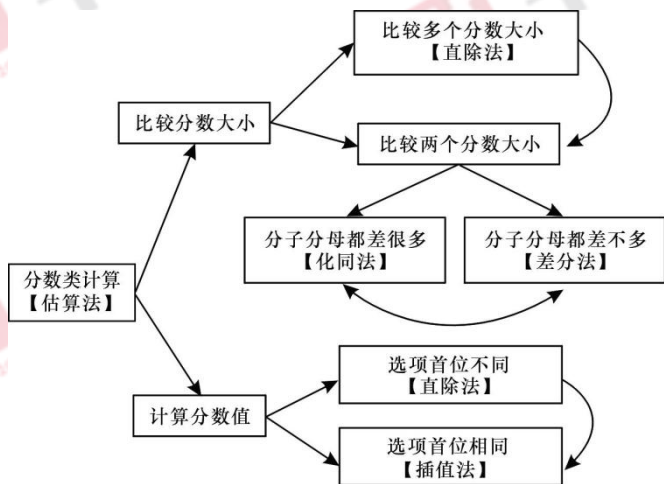 比较多个分数大小
【直除法】
比较分数大小
比较两个分数大小
分子分母都差很多
【化同法】
分子分母都差不多
【差分法】
分数类计算
【估算法】
选项首位不同
【直除法】
计算分数值
选项首位相同
【插值法】